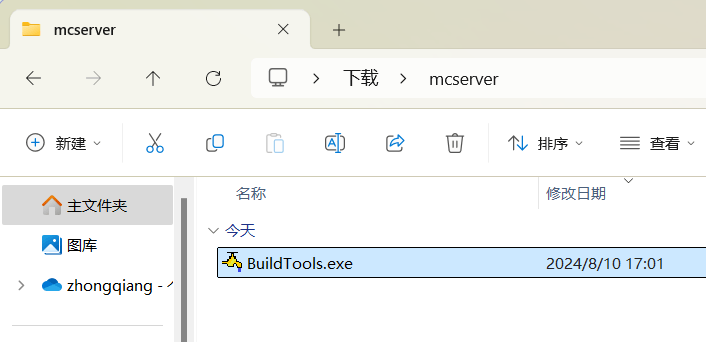 mcserver
下载 mcserver
新建 排序 查看
主文件夹
图库
zhongqiang -
名称 修改日期
今天
BuildTools.exe 2024/8/10 17:01